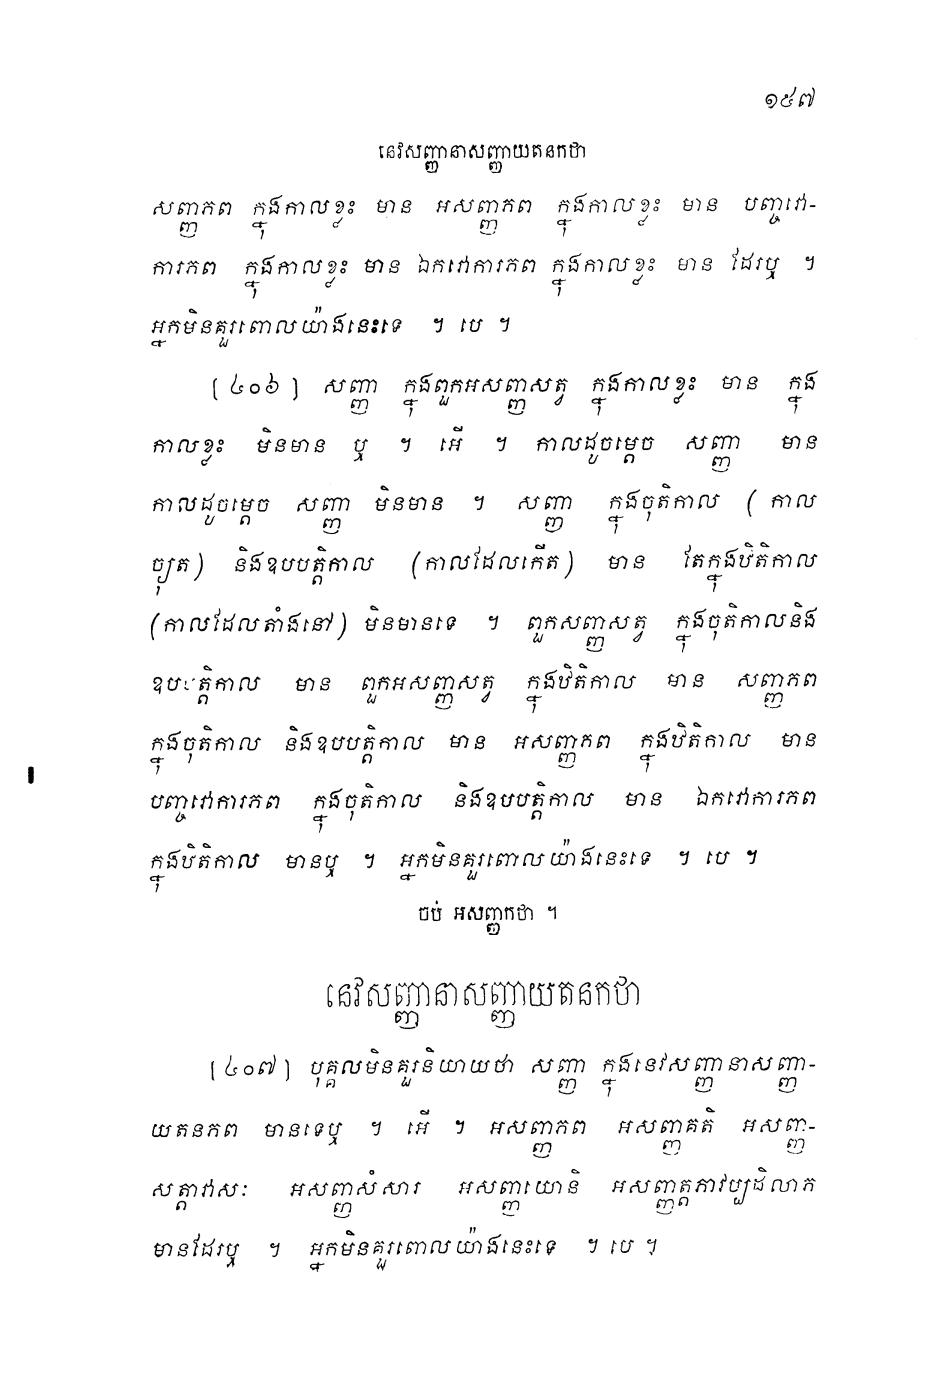 ១៥៧
នេវសញ្ញានាសញ្ញាយតនកថា
សញ្ញភព ក្នុងកាលខ្លះ មាន អសញ្ញភព ក្នុងកាលខ្លះ មាន បញ្ចវោ-
ការភព ក្នុងកាលខ្លះ មាន ឯកវោការភព ក្នុងកាលខ្លះ មាន ដែរឬ ។
អ្នកមិនគួរពោលយ៉ាងនេះទេ ។ បេ ។
[៤០៦] សញ្ញា ក្នុងពួកអសញ្ញសត្វ ក្នុងកាលខ្លះ មាន ក្នុង
កាលខ្លះ មិនមាន ឬ ។ អើ ។ កាលដូចម្តេច សញ្ញា មាន
កាលដូចម្តេច សញ្ញា មិនមាន ។ សញ្ញា ក្នុងចុតិកាល (កាល
ច្យុត) និងឧបបត្តិកាល (កាលដែលកើត) មាន តែក្នុងឋិតិកាល
(កាលដែលតាំងនៅ) មិនមានទេ ។ ពួកសញ្ញសត្វ ក្នុងចុតិកាលនិង
ឧបបត្តិកាល មាន ពួកអសញ្ញសត្វ ក្នុងឋិតិកាល មាន សញ្ញភព
ក្នុងចុតិកាល និងឧបបត្តិកាល មាន អសញ្ញភព ក្នុងឋិតិកាល មាន
បញ្ចវោការភព ក្នុងចុតិកាល និងឧបបត្តិកាល មាន ឯកវោការភព
ក្នុងឋិតិកាល មានឬ ។ អ្នកមិនគួរពោលយ៉ាងនេះទេ ។ បេ ។
ចប់ អសញ្ញកថា ។
នេវសញ្ញានាសញ្ញាយតនកថា
[៤០៧] បុគ្គលមិនគួរនិយាយថា សញ្ញា ក្នុងនេវសញ្ញានាសញ្ញា-
យតនភព មានទេឬ ។ អើ ។ អសញ្ញភព អសញ្ញគតិ អសញ្ញ-
សត្តាវាសៈ អសញ្ញសំសារ អសញ្ញយោនិ អសញ្ញត្តភាវប្បដិលាភ
មានដែរឬ ។ អ្នកមិនគួរពោលយ៉ាងនេះទេ ។ បេ ។